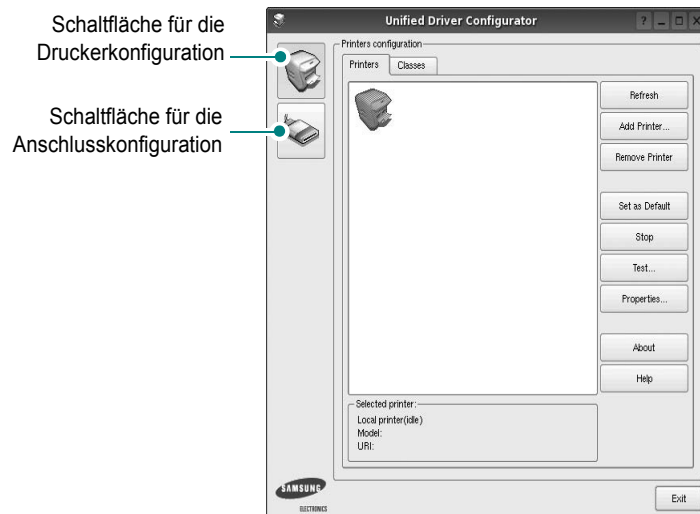 Schaltfläche für die
Druckerkonfiguration
Schaltfläche für die
Anschlusskonfiguration
Unified Driver Configurator
?
Printers configuration
Printers
Classes
Refresh
Add Printer...
Remove Printer
Set as Default
Stop
Test...
Properties...
About
Help
Selected printer:
Local printer(idle)
Model:
URI:
SAMSUNG
ELECTRONICS
Exit